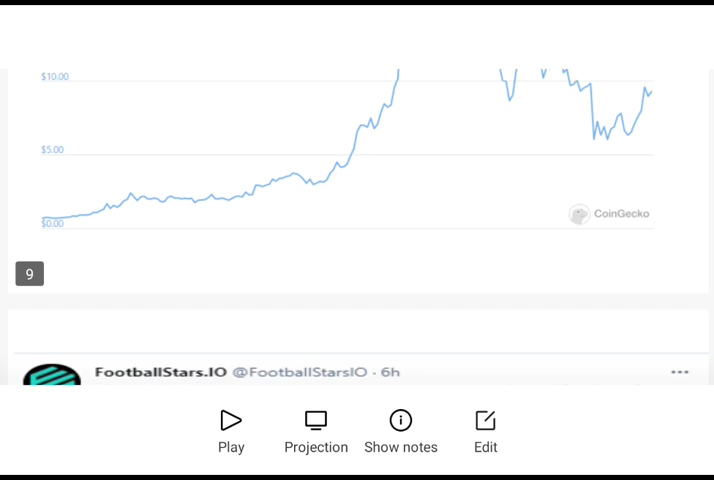 $10.00
$5.00
$0.00
CoinGecko
9
FootballStars.IO @FootballStarsIO · 6h
Play Projection Show notes Edit